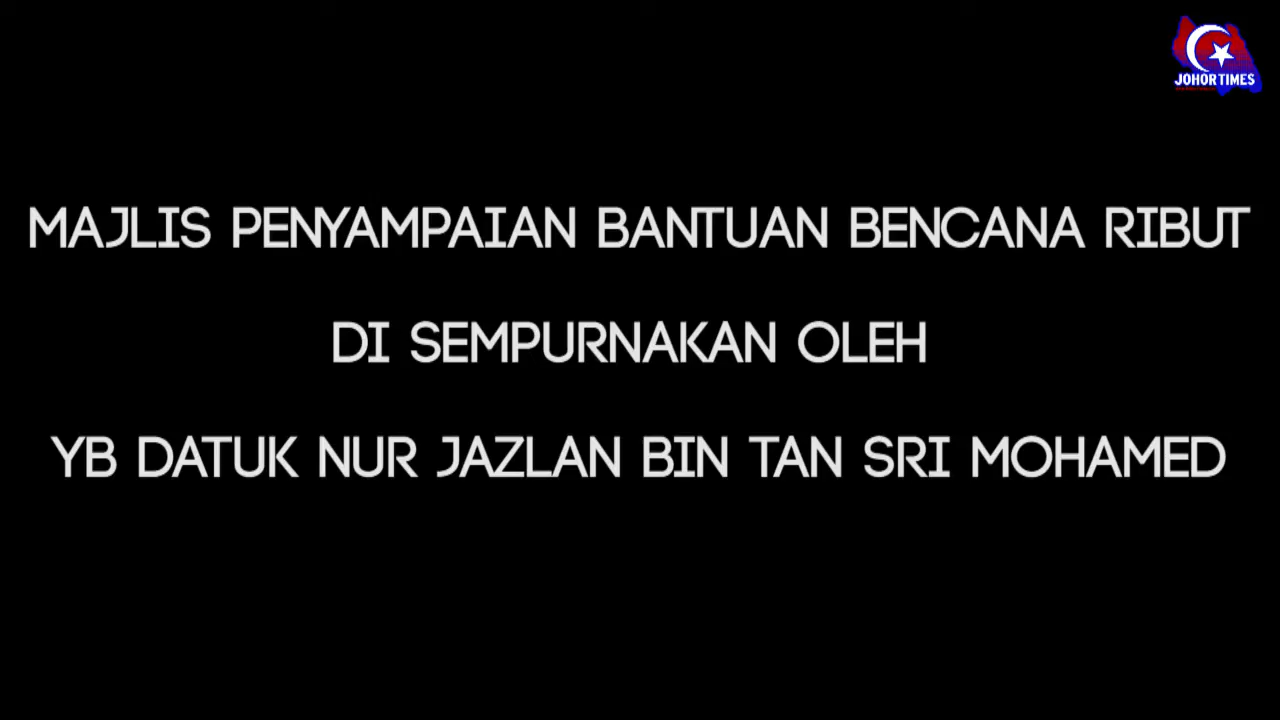 JOHOR TIMES
MAJLIS PENYAMPAIAN BANTUAN BENCANA RIBUT
DI SEMPURNAKAN OLEH
YB DATUK NUR JAZLAN BIN TAN SRI MOHAMED